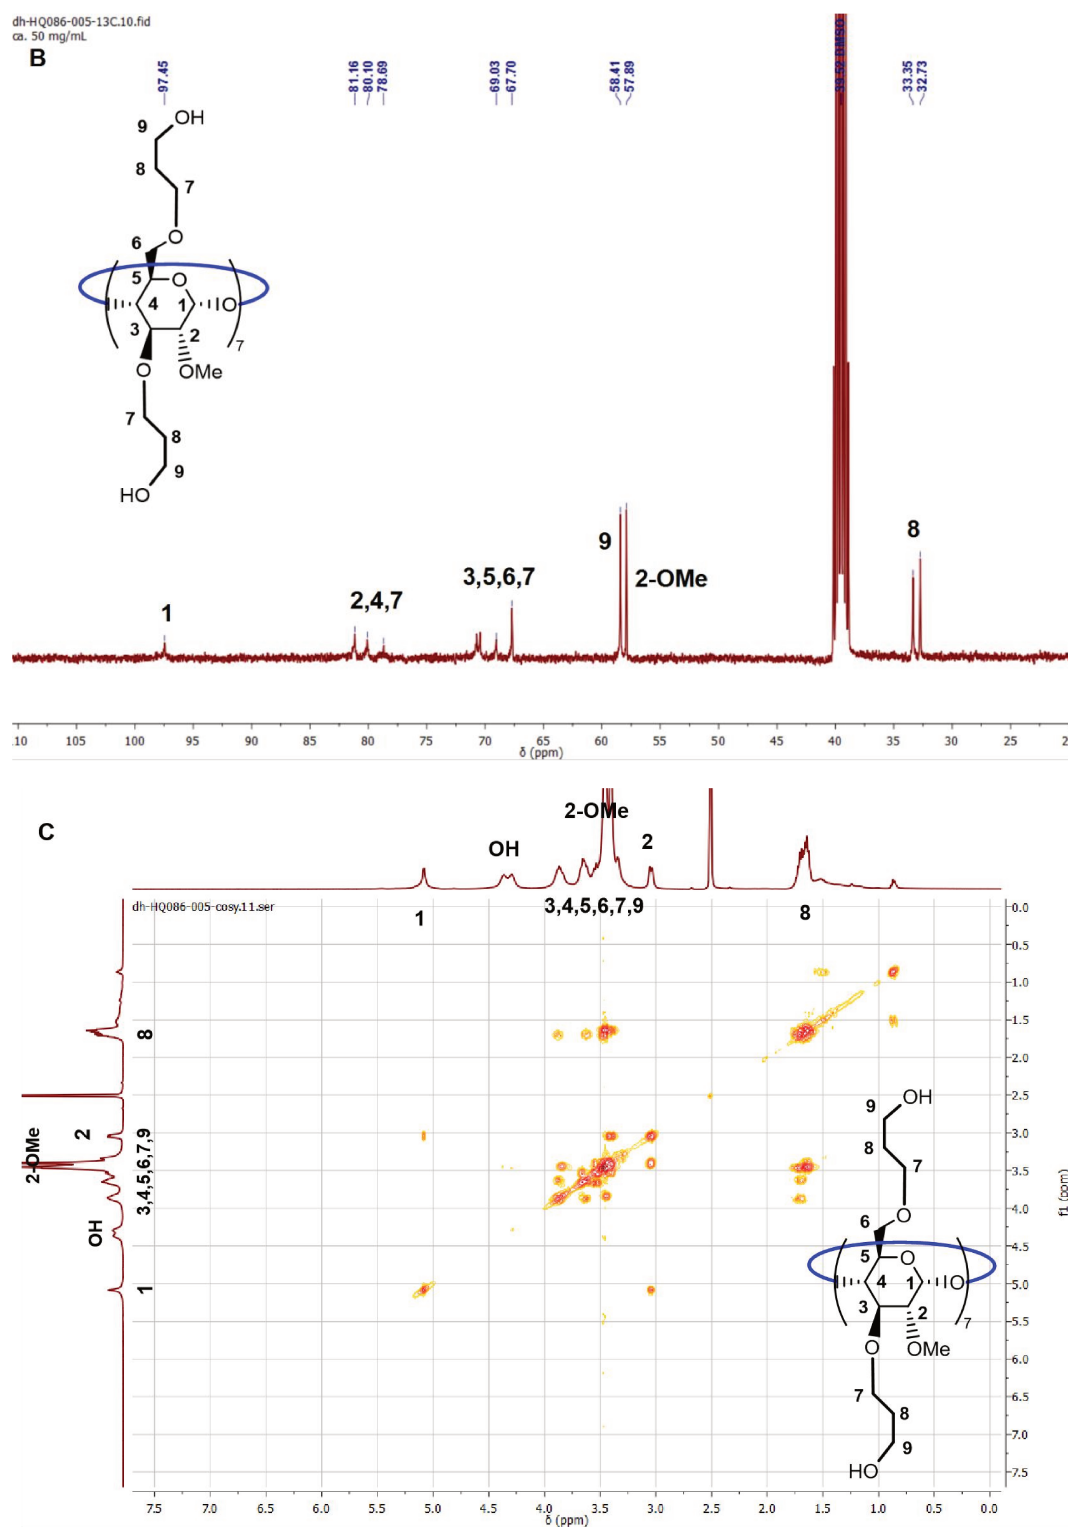 dh-HQ086-005-13C.10.fid
ca. 50 mg/mL
B
97.45
81.16
80.10
78.69
69.03
67.70
58.41
57.89
39.52 DMSO
33.35
32.73
9
OH
8
7
O
6
5
O
4
1
O
3
2
7
O
OMe
7
8
9
HO
1
2,4,7
3,5,6,7
9
2-OMe
8
10 105 100 95 90 85 80 75 70 65 60 55 50 45 40 35 30 25 2
δ (ppm)
C
2-OMe
OH
2
dh-HQ086-005-cosy.11.ser
1
3,4,5,6,7,9
8
8
2
2-OMe
3,4,5,6,7,9
OH
1
0.0
0.5
1.0
1.5
2.0
2.5
3.0
3.5
4.0
4.5
5.0
5.5
6.0
6.5
7.0
7.5
f1 (ppm)
9
OH
8
7
O
6
5
O
4
1
O
3
2
7
O
OMe
7
8
9
HO
7.5 7.0 6.5 6.0 5.5 5.0 4.5 4.0 3.5 3.0 2.5 2.0 1.5 1.0 0.5 0.0
δ (ppm)